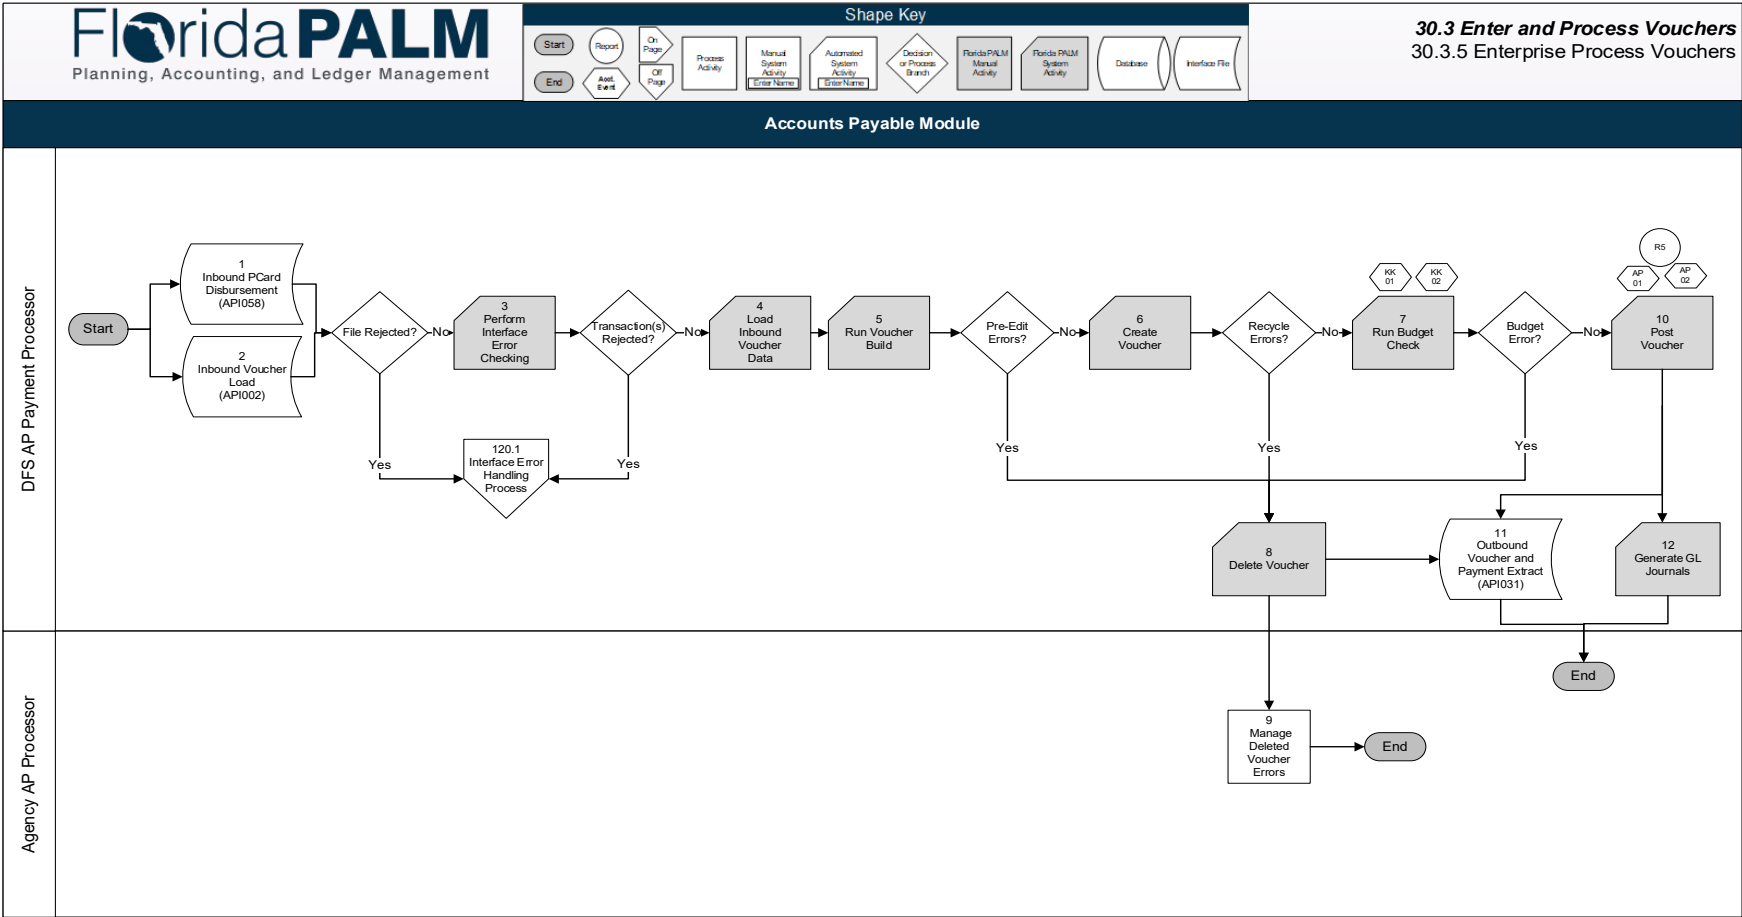 Florida PALM
Planning, Accounting, and Ledger Management
Shape Key
Start
End
Report
Acct.
Event
On
Page
Off
Page
Process
Activity
Manual
System
Activity
Enter Name
Automated
System
Activity
Enter Name
Decision
or Process
Branch
Florida PALM
Manual
Activity
Florida PALM
System
Activity
Database
Interface File
30.3 Enter and Process Vouchers
30.3.5 Enterprise Process Vouchers
Accounts Payable Module
DFS AP Payment Processor
Start
1
Inbound PCard
Disbursement
(API058)
2
Inbound Voucher
Load
(API002)
File Rejected?
No
Yes
3
Perform
Interface
Error
Checking
Transaction(s)
Rejected?
No
Yes
120.1
Interface Error
Handling
Process
4
Load
Inbound
Voucher
Data
5
Run Voucher
Build
Pre-Edit
Errors?
No
Yes
6
Create
Voucher
Recycle
Errors?
No
Yes
KK
01
KK
02
7
Run Budget
Check
Budget
Error?
No
Yes
R5
AP
01
AP
02
10
Post
Voucher
8
Delete Voucher
11
Outbound
Voucher and
Payment Extract
(API031)
12
Generate GL
Journals
End
Agency AP Processor
9
Manage
Deleted
Voucher
Errors
End